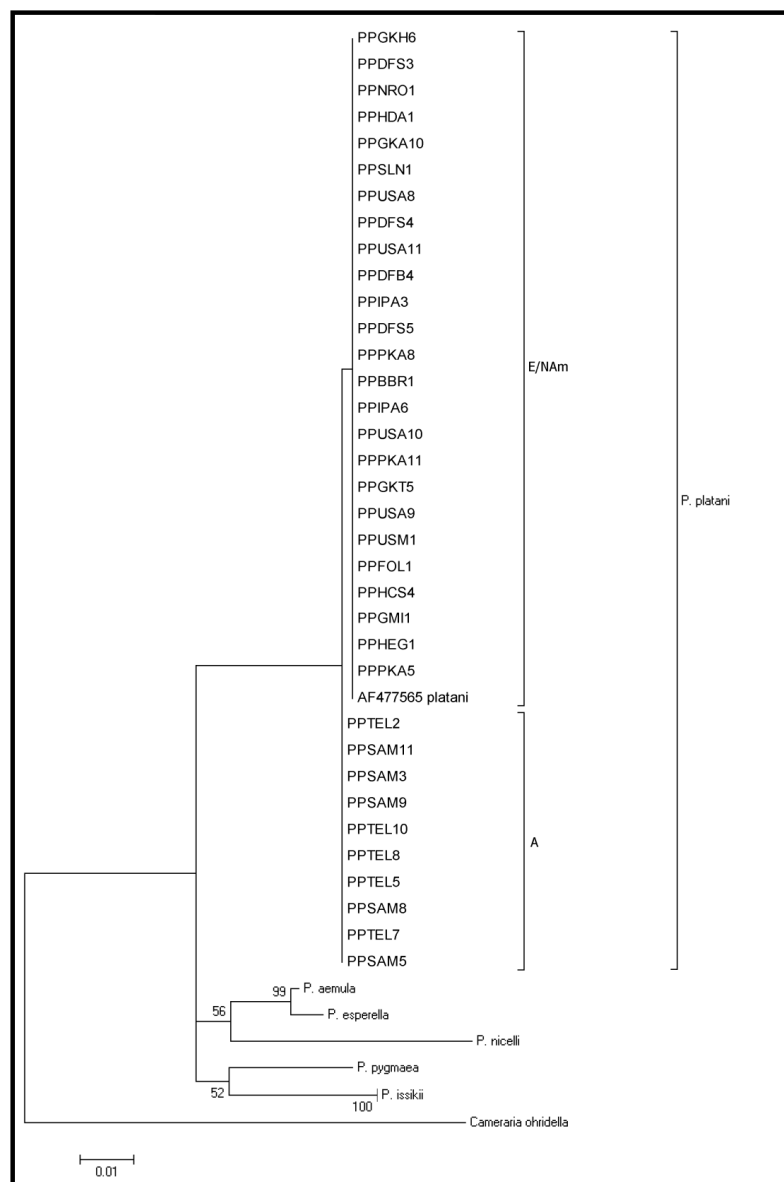 PPGKH6
PPDFS3
PPNRO1
PPHDA1
PPGKA10
PPSLN1
PPUSA8
PPDFS4
PPUSA11
PPDFB4
PPIPA3
PPDFS5
PPPKA8
E/NAm
PPBBR1
PPIPA6
PPUSA10
PPPKA11
PPGKT5
P. platani
PPUSA9
PPUSM1
PPFOL1
PPHCS4
PPGMI1
PPHEG1
PPPKA5
AF477565 platani
PPTEL2
PPSAM11
PPSAM3
PPSAM9
PPTEL10
A
PPTEL8
PPTEL5
PPSAM8
PPTEL7
PPSAM5
99
P. aemula
56
P. esperella
P. nicelli
P. pygmaea
52
P. issikii
100
Cameraria ohridella
0.01